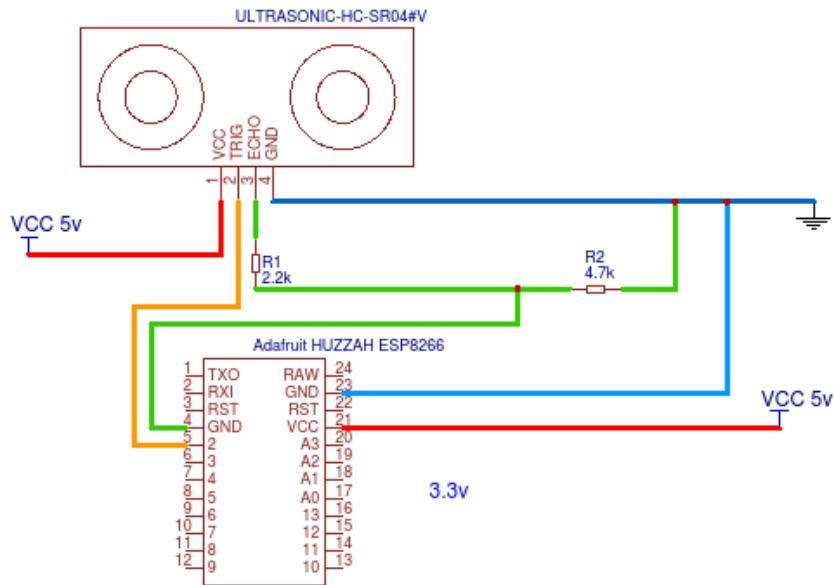 ULTRASONIC-HC-SR04#V
VCC
TRIG
ECHO
GND
1
2
3
4
VCC 5v
R1
2.2k
R2
4.7k
Adafruit HUZZAH ESP8266
1 TXO RAW 24
2 RXI GND 23
3 RST RST 22
4 GND VCC 21
5 2 A3 20
6 3 A2 19
7 4 A1 18
8 5 A0 17
9 6 13 16
10 7 12 15
11 8 11 14
12 9 10 13
VCC 5v
3.3v